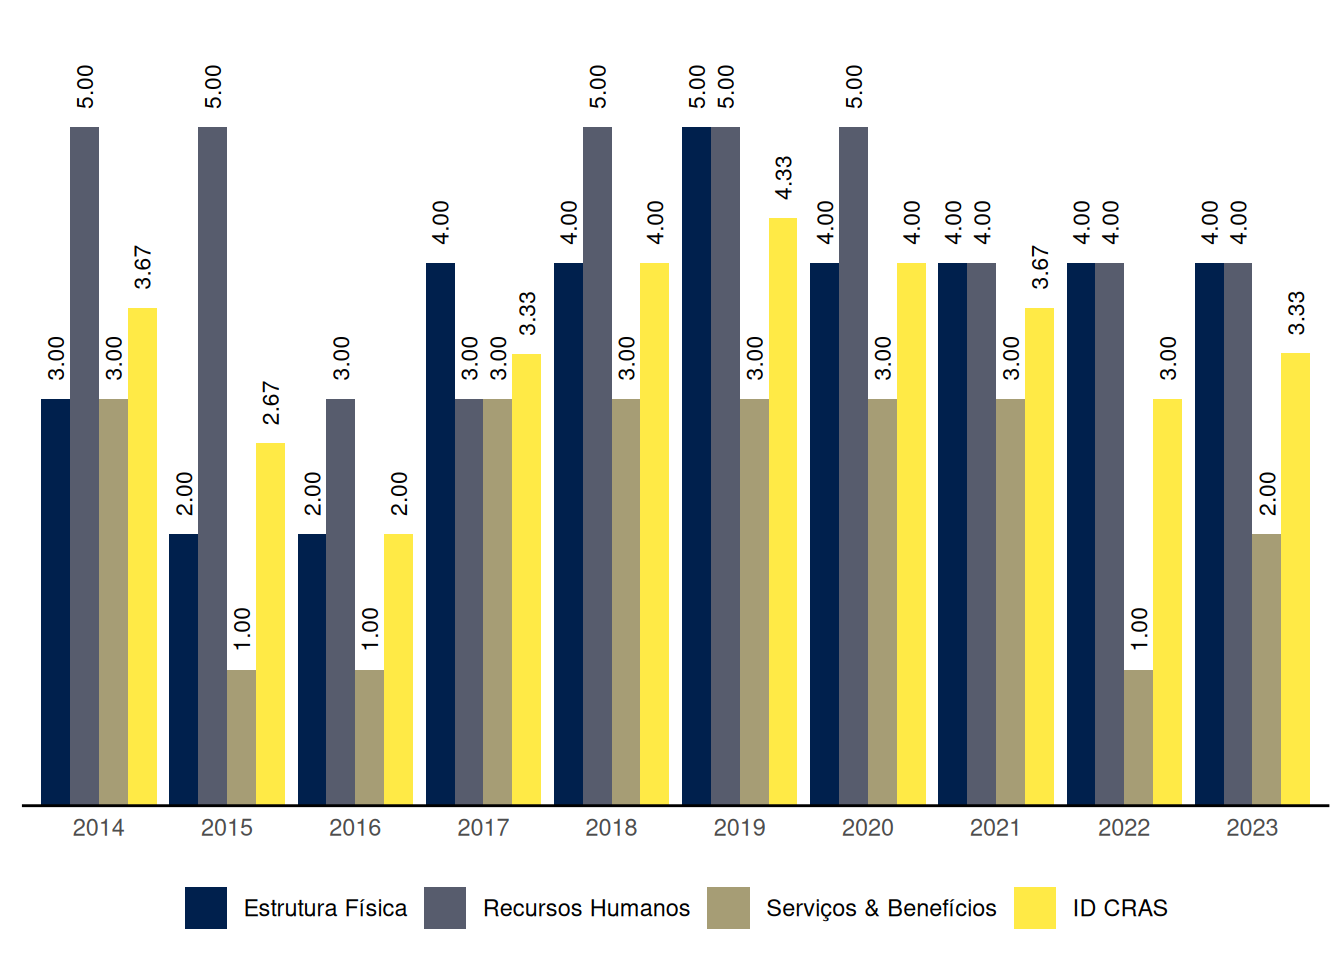 5.00 5.00 5.00 5.00 5.00 5.00
4.33
4.00 4.00 4.00 4.00 4.00 4.00 4.00 4.00 4.00 4.00 4.00
3.67 3.67
3.33 3.33
3.00 3.00 3.00 3.00 3.00 3.00 3.00 3.00 3.00 3.00
2.67
2.00 2.00 2.00 2.00
1.00 1.00 1.00
2014 2015 2016 2017 2018 2019 2020 2021 2022 2023
Estrutura Física Recursos Humanos Serviços & Benefícios ID CRAS